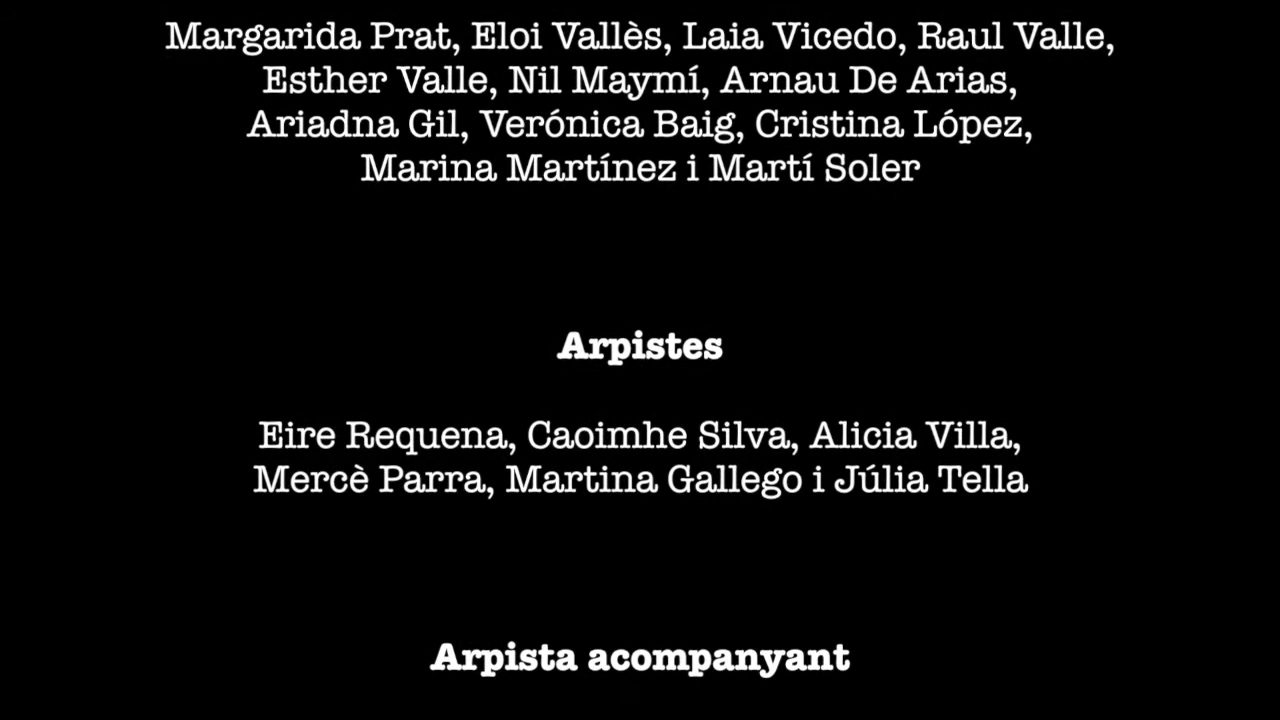 Margarida Prat, Eloi Vallès, Laia Vicedo, Raul Valle,
Esther Valle, Nil Maymí, Arnau De Arias,
Ariadna Gil, Verónica Baig, Cristina López,
Marina Martínez i Martí Soler
Arpistes
Eire Requena, Caoimhe Silva, Alicia Villa,
Mercè Parra, Martina Gallego i Júlia Tella
Arpista acompanyant